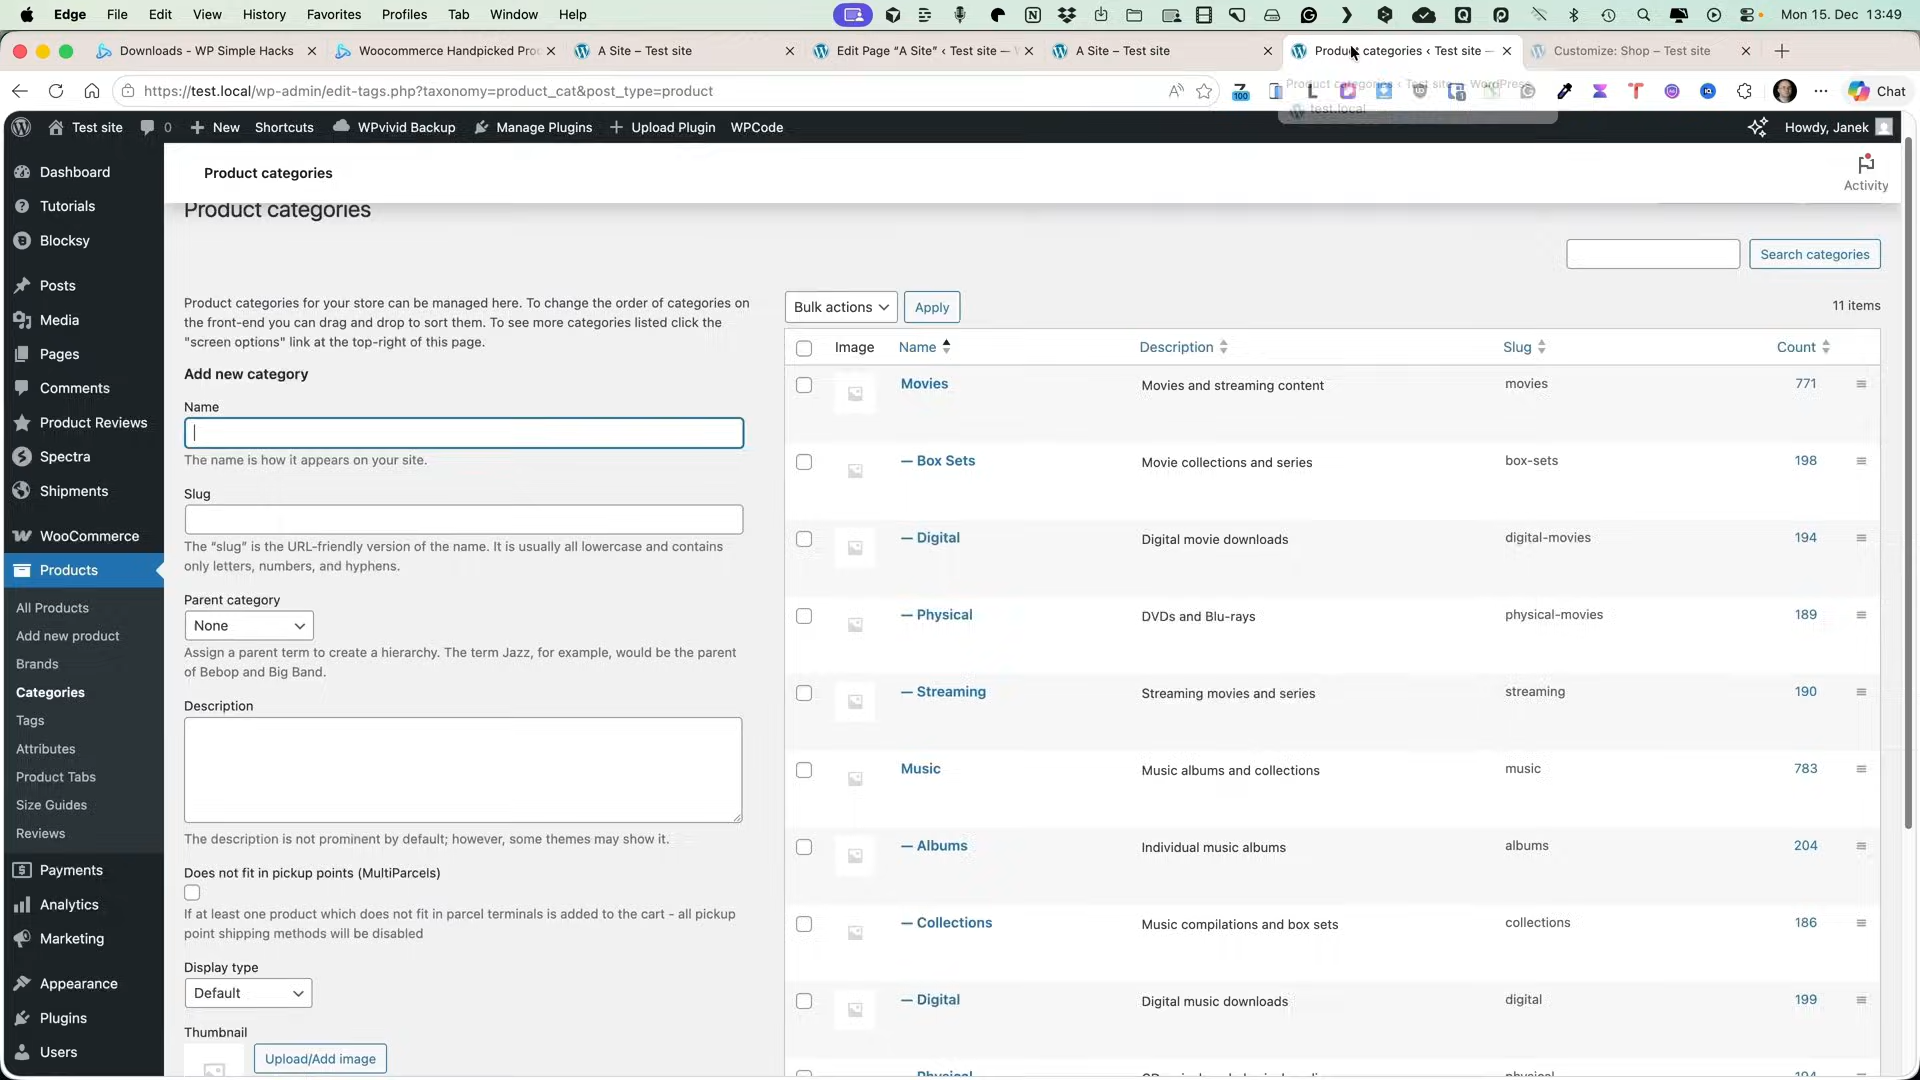 Edge File Edit View History Favorites Profiles Tab Window Help
Mon 15. Dec 13:49
Downloads - WP Simple Hacks
Woocommerce Handpicked Pro
A Site – Test site
Edit Page “A Site” ‹ Test site —
A Site – Test site
Product categories ‹ Test site —
Customize: Shop – Test site
https://test.local/wp-admin/edit-tags.php?taxonomy=product_cat&post_type=product
100
1
Chat
Product categories ‹ Test site — WordPress
test.local
Test site 0 New Shortcuts WPvivid Backup Manage Plugins Upload Plugin WPCode
Howdy, Janek
Dashboard
Tutorials
Blocksy
Posts
Media
Pages
Comments
Product Reviews
Spectra
Shipments
WooCommerce
Products
All Products
Add new product
Brands
Categories
Tags
Attributes
Product Tabs
Size Guides
Reviews
Payments
Analytics
Marketing
Appearance
Plugins
Users
Product categories
Activity
Product categories
Search categories
Product categories for your store can be managed here. To change the order of categories on
the front-end you can drag and drop to sort them. To see more categories listed click the
"screen options" link at the top-right of this page.
Add new category
Name
The name is how it appears on your site.
Slug
The “slug” is the URL-friendly version of the name. It is usually all lowercase and contains
only letters, numbers, and hyphens.
Parent category
None
Assign a parent term to create a hierarchy. The term Jazz, for example, would be the parent
of Bebop and Big Band.
Description
The description is not prominent by default; however, some themes may show it.
Does not fit in pickup points (MultiParcels)
If at least one product which does not fit in parcel terminals is added to the cart - all pickup
point shipping methods will be disabled
Display type
Default
Thumbnail
Upload/Add image
Bulk actions Apply
11 items
Image Name Description Slug Count
Movies Movies and streaming content movies 771
— Box Sets Movie collections and series box-sets 198
— Digital Digital movie downloads digital-movies 194
— Physical DVDs and Blu-rays physical-movies 189
— Streaming Streaming movies and series streaming 190
Music Music albums and collections music 783
— Albums Individual music albums albums 204
— Collections Music compilations and box sets collections 186
— Digital Digital music downloads digital 199